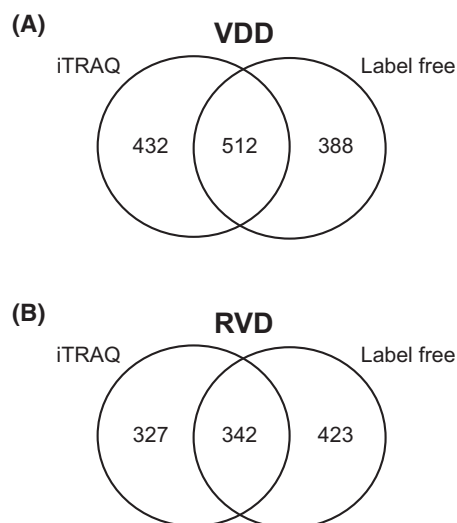 (A)
VDD
iTRAQ
Label free
432
512
388
(B)
RVD
iTRAQ
Label free
327
342
423